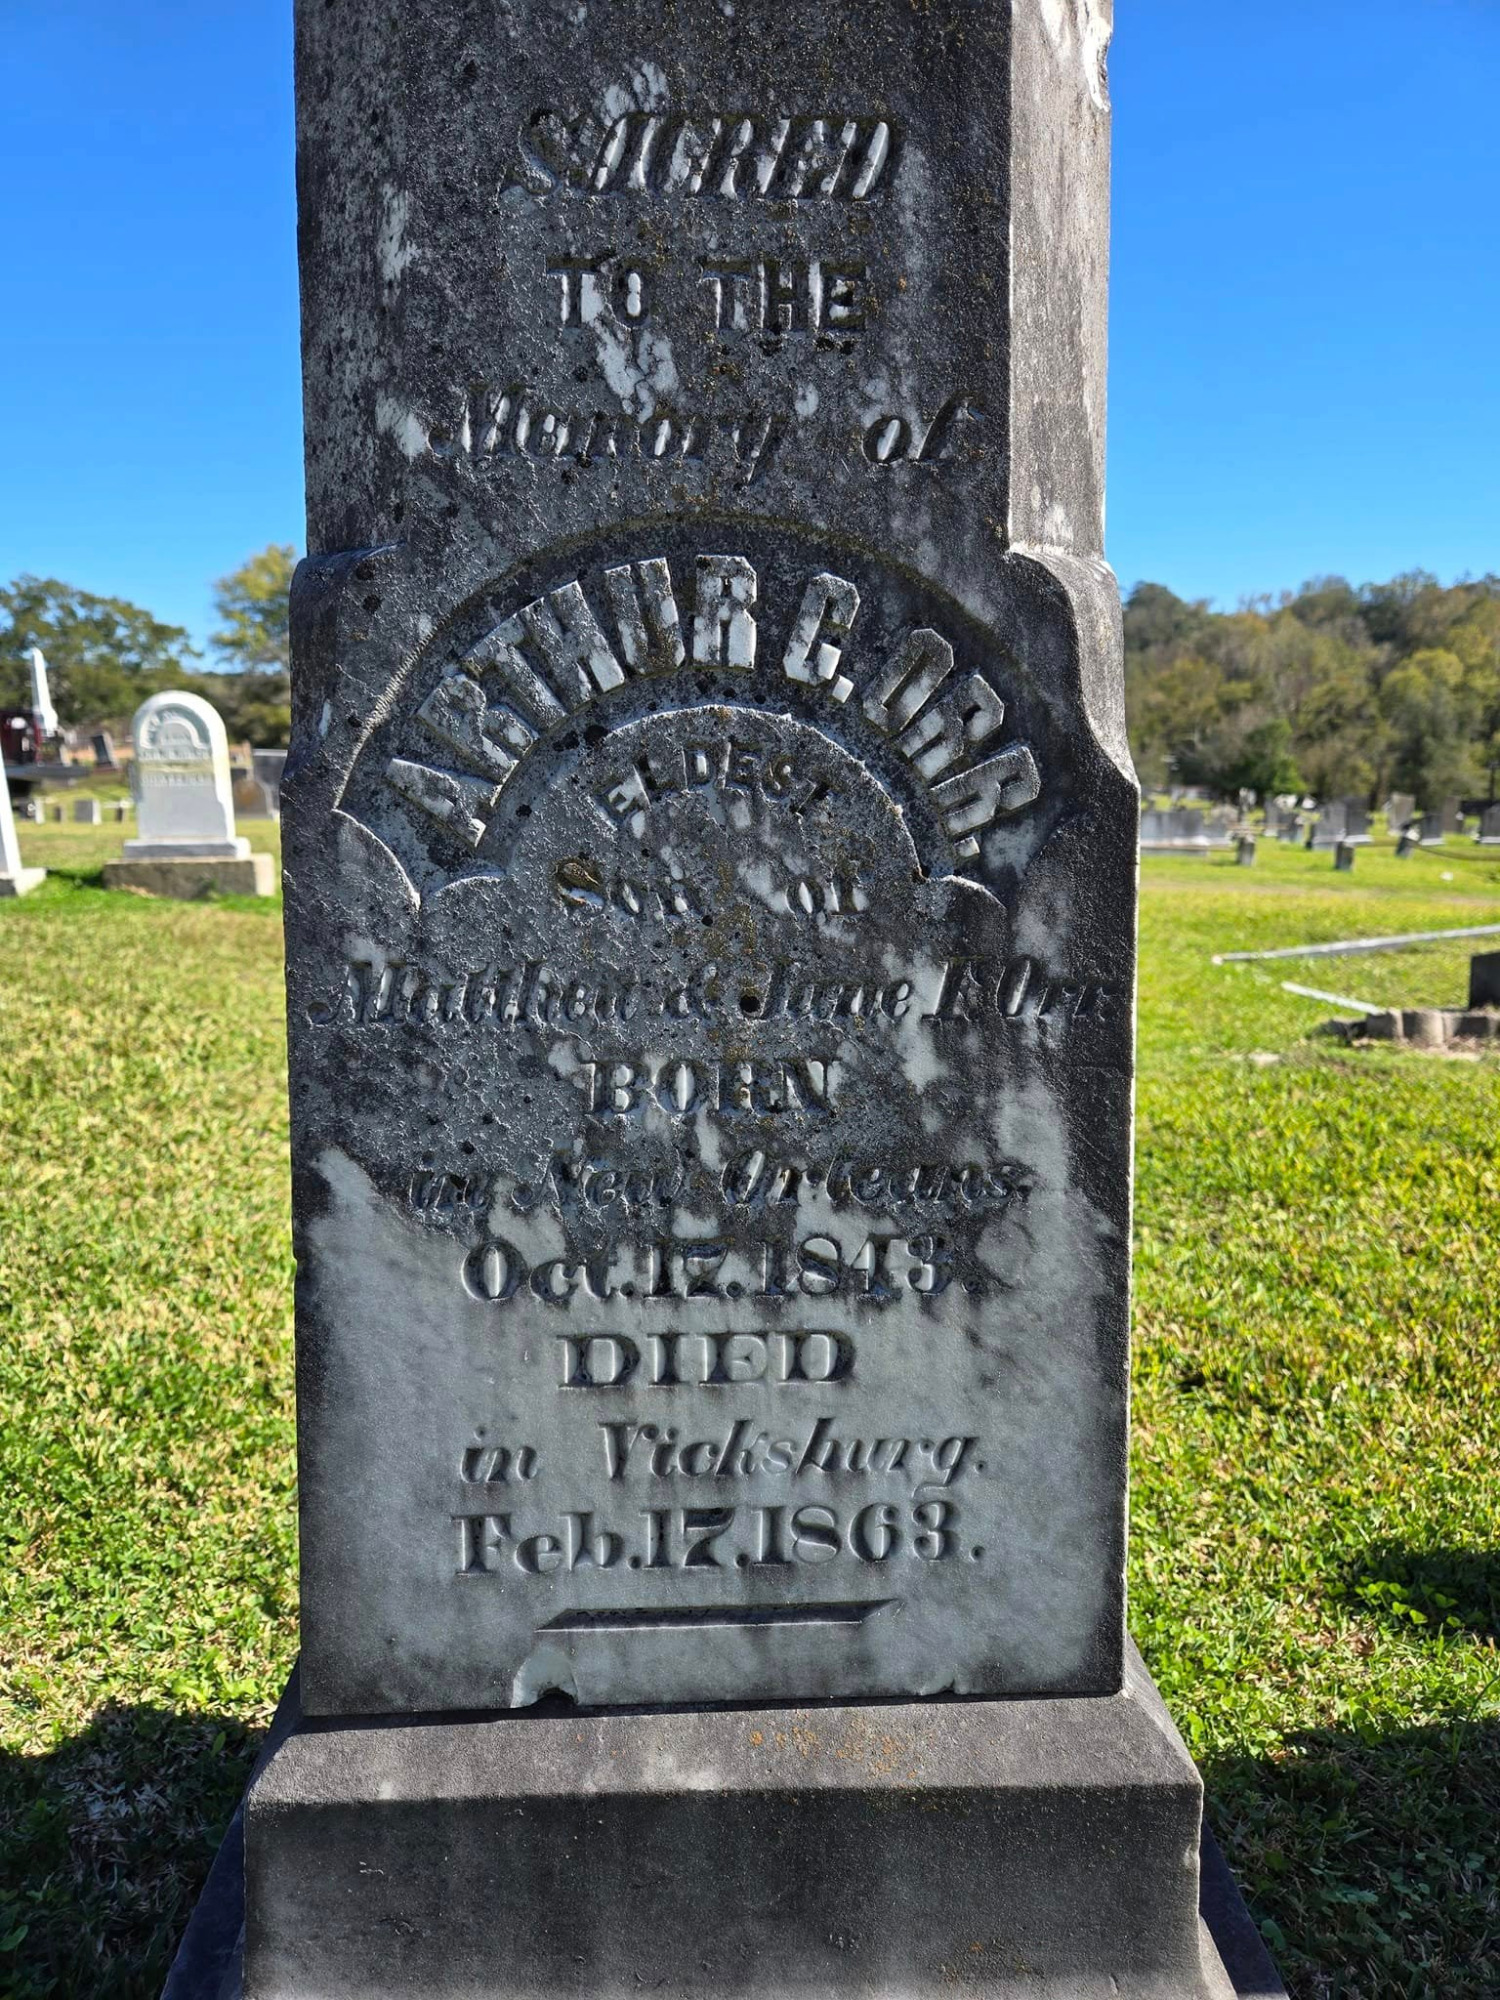 SACRED
TO THE
Memory of
ARTHUR C. ORR.
ELDEST
Son of
Matthew & Jane F Orr.
BORN
in New Orleans.
Oct. 17. 1843.
DIED
in Vicksburg.
Feb. 17. 1863.